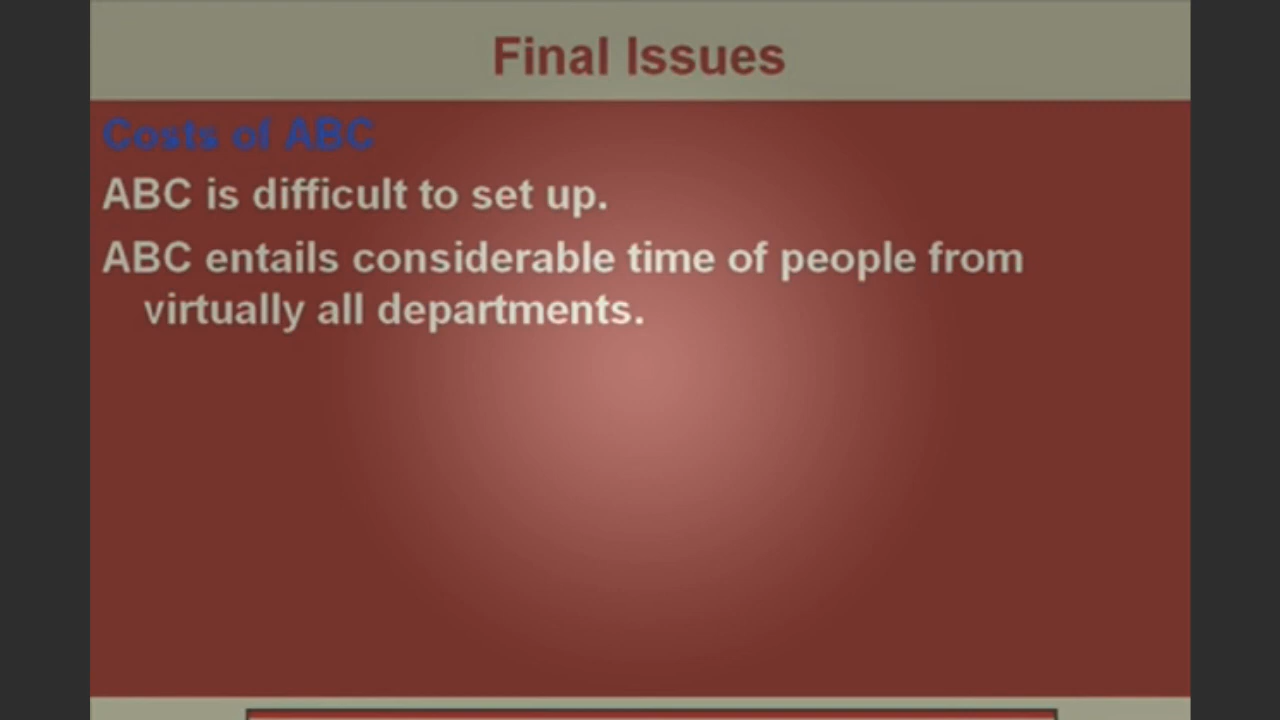 Final Issues
Costs of ABC
ABC is difficult to set up.
ABC entails considerable time of people from
virtually all departments.